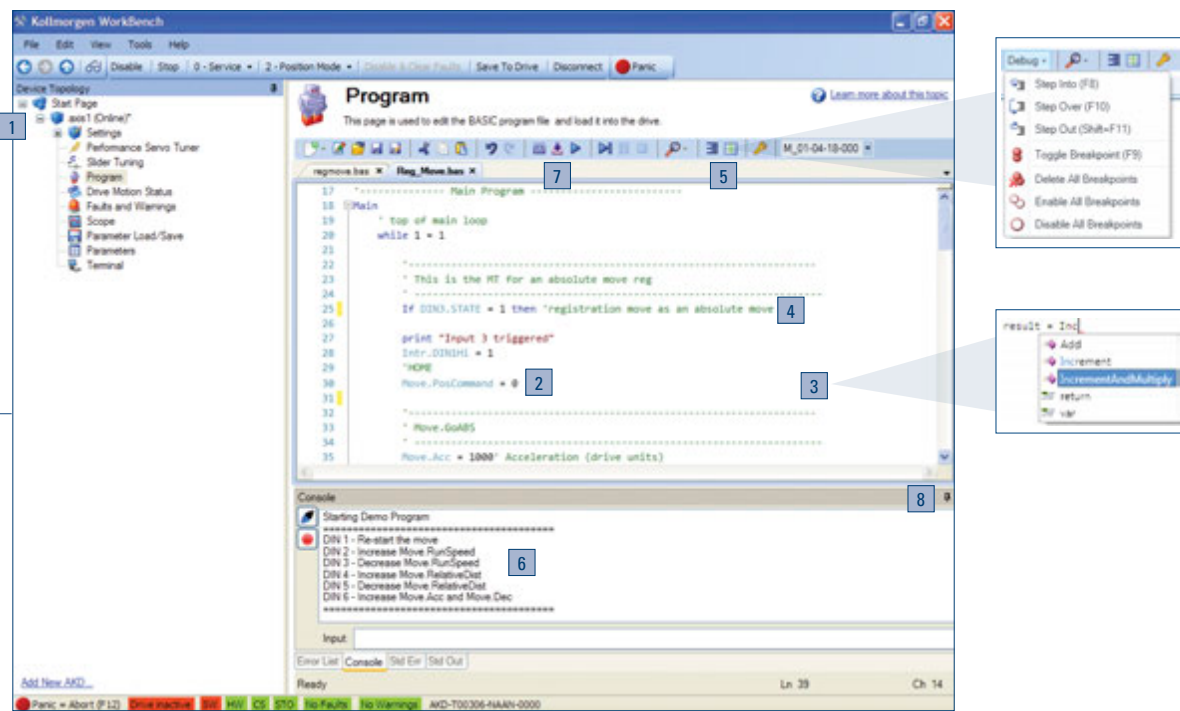 Kollmorgen WorkBench
File Edit View Tools Help
Disable Stop 0 - Service 2 - Position Mode Disable & Clear Faults Save To Drive Disconnect Panic
Device Topology
Start Page
1
axis1 (Online)*
Settings
Performance Servo Tuner
Slider Tuning
Program
Drive Motion Status
Faults and Warnings
Scope
Parameter Load/Save
Parameters
Terminal
Add New AKD...
Program
Learn more about this topic
This page is used to edit the BASIC program file and load it into the drive.
M_01-04-18-000
regmove.bas x Reg_Move.bas x
7
5
17 '-------------- Main Program ------------------------
18 Main
19 ' top of main loop
20 while 1 = 1
21
22 '----------------------------------------------------------------
23 ' This is the MT for an absolute move reg
24 ' ----------------------------------------------------------------
25 If DIN3.STATE = 1 then 'registration move as an absolute move
4
26
27 print "Input 3 triggered"
28 Intr.DIN1HI = 1
29 'HOME
30 Move.PosCommand = 0
2
3
31
32 '----------------------------------------------------------------
33 ' Move.GoABS
34 ' ----------------------------------------------------------------
35 Move.Acc = 1000' Acceleration (drive units)
Console
8
Starting Demo Program
==========================================
DIN 1 - Re-start the move
DIN 2 - Increase Move.RunSpeed
DIN 3 - Decrease Move.RunSpeed
DIN 4 - Increase Move.RelativeDist
DIN 5 - Decrease Move.RelativeDist
DIN 6 - Increase Move.Acc and Move.Dec
==========================================
6
Input
Error List Console Std Err Std Out
Ready Ln 39 Ch 14
Panic = Abort (F12) Drive Inactive SW HW CS STO No Faults No Warnings AKD-T00306-NAAN-0000
Debug
Step Into (F8)
Step Over (F10)
Step Out (Shift+F11)
Toggle Breakpoint (F9)
Delete All Breakpoints
Enable All Breakpoints
Disable All Breakpoints
result = Inc
Add
Increment
IncrementAndMultiply
return
var